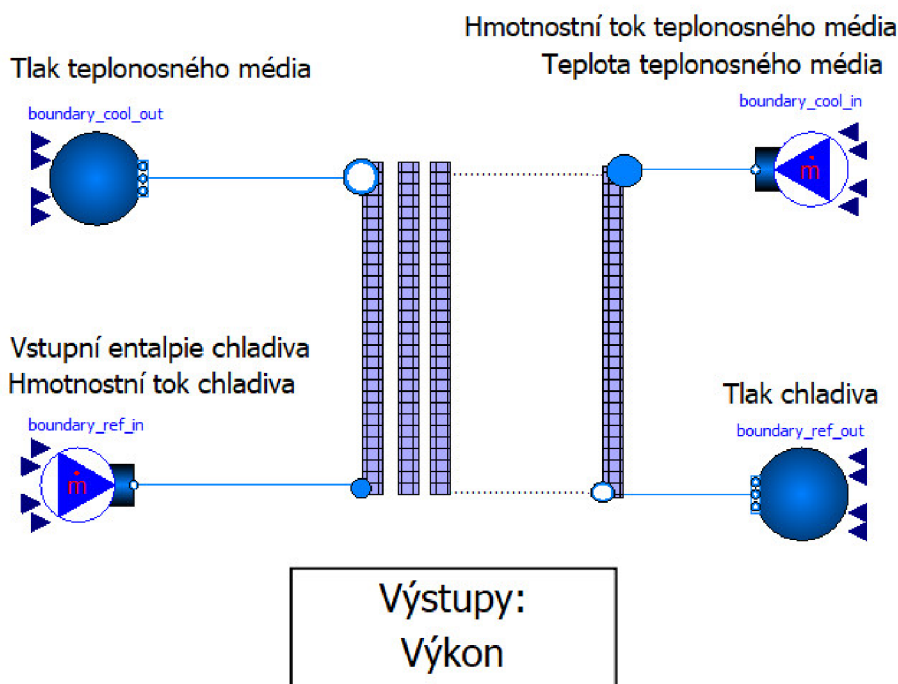 Hmotnostní tok teplonosného média
Teplota teplonosného média
Tlak teplonosného média
boundary_cool_out
boundary_cool_in
ṁ
Vstupní entalpie chladiva
Hmotnostní tok chladiva
boundary_ref_in
ṁ
Tlak chladiva
boundary_ref_out
Výstupy:
Výkon